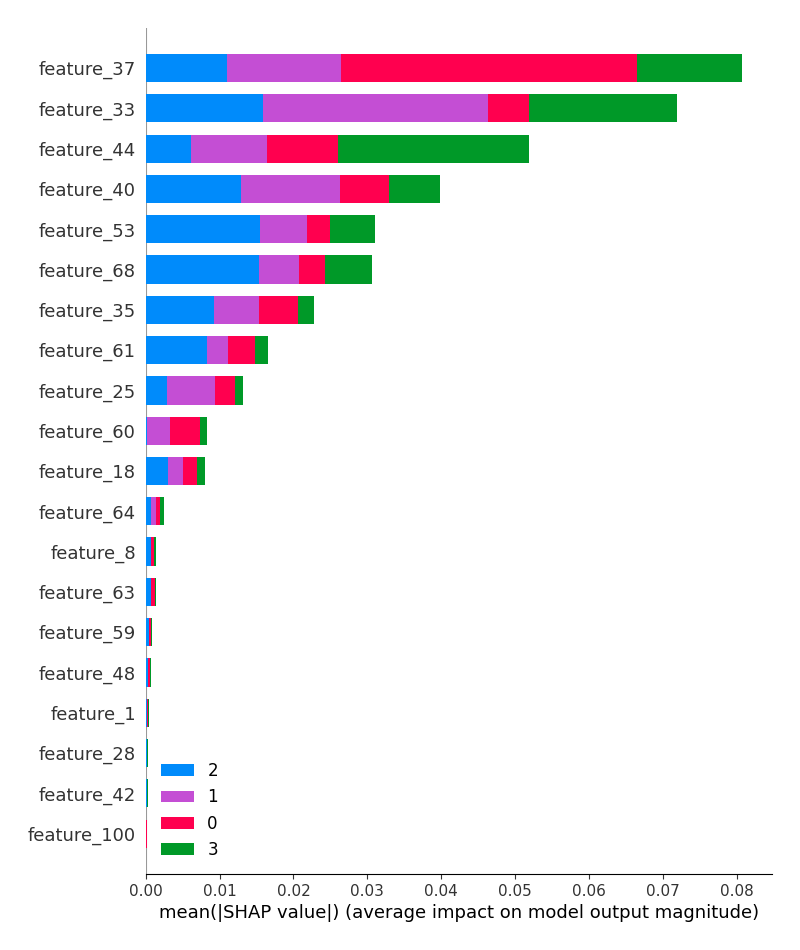 feature_37
feature_33
feature_44
feature_40
feature_53
feature_68
feature_35
feature_61
feature_25
feature_60
feature_18
feature_64
feature_8
feature_63
feature_59
feature_48
feature_1
feature_28
feature_42
feature_100
2
1
0
3
0.00 0.01 0.02 0.03 0.04 0.05 0.06 0.07 0.08
mean(|SHAP value|) (average impact on model output magnitude)